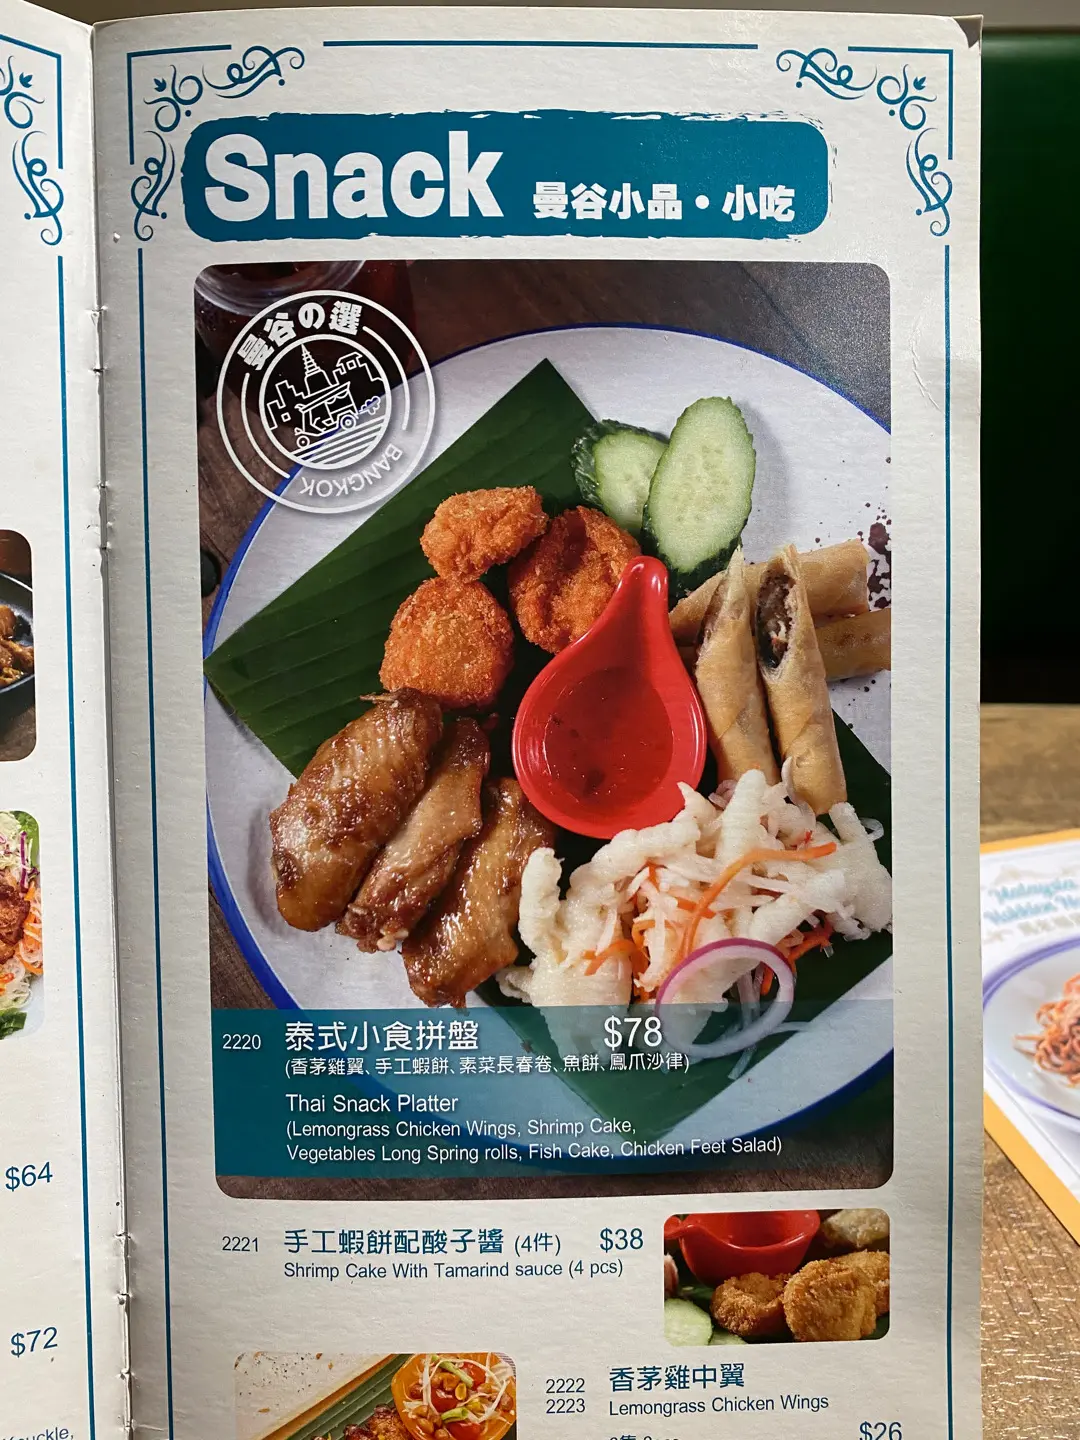 Snack 曼谷小品・小吃
曼谷の選
BANGKOK
2220 泰式小食拼盤 $78
(香茅雞翼、手工蝦餅、素菜長春卷、魚餅、鳳爪沙律)
Thai Snack Platter
(Lemongrass Chicken Wings, Shrimp Cake,
Vegetables Long Spring rolls, Fish Cake, Chicken Feet Salad)
2221 手工蝦餅配酸子醬 (4件) $38
Shrimp Cake With Tamarind sauce (4 pcs)
2222 香茅雞中翼
2223 Lemongrass Chicken Wings
$26
$64
$72